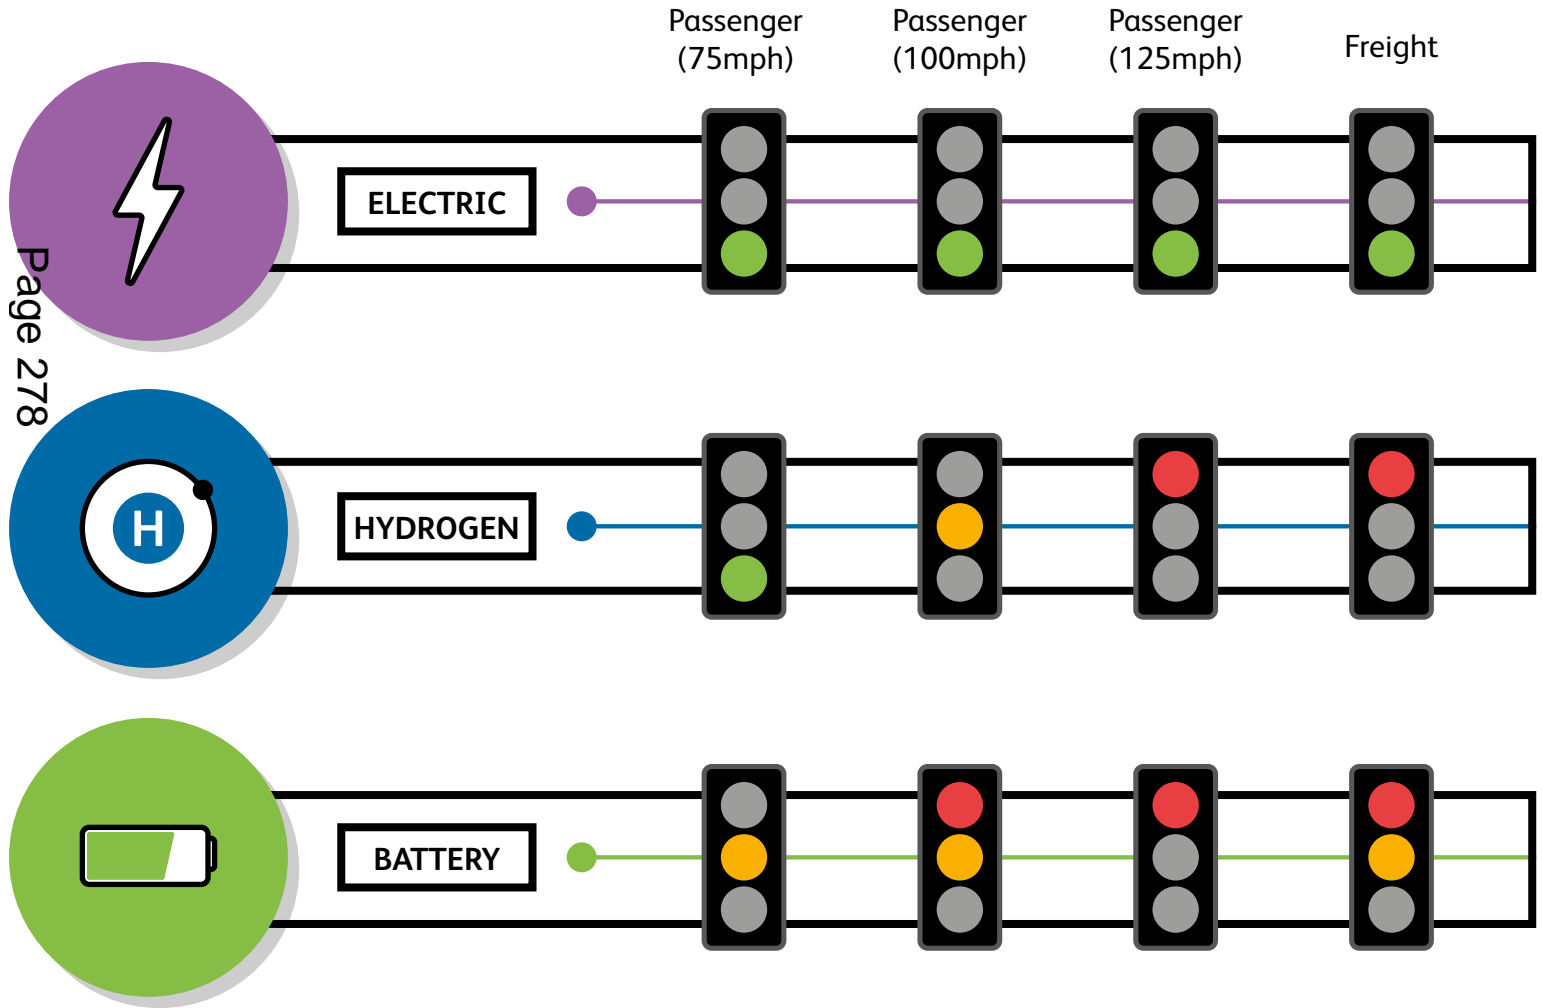 Passenger
(75mph)
Passenger
(100mph)
Passenger
(125mph)
Freight
ELECTRIC
Page 278
H
HYDROGEN
BATTERY